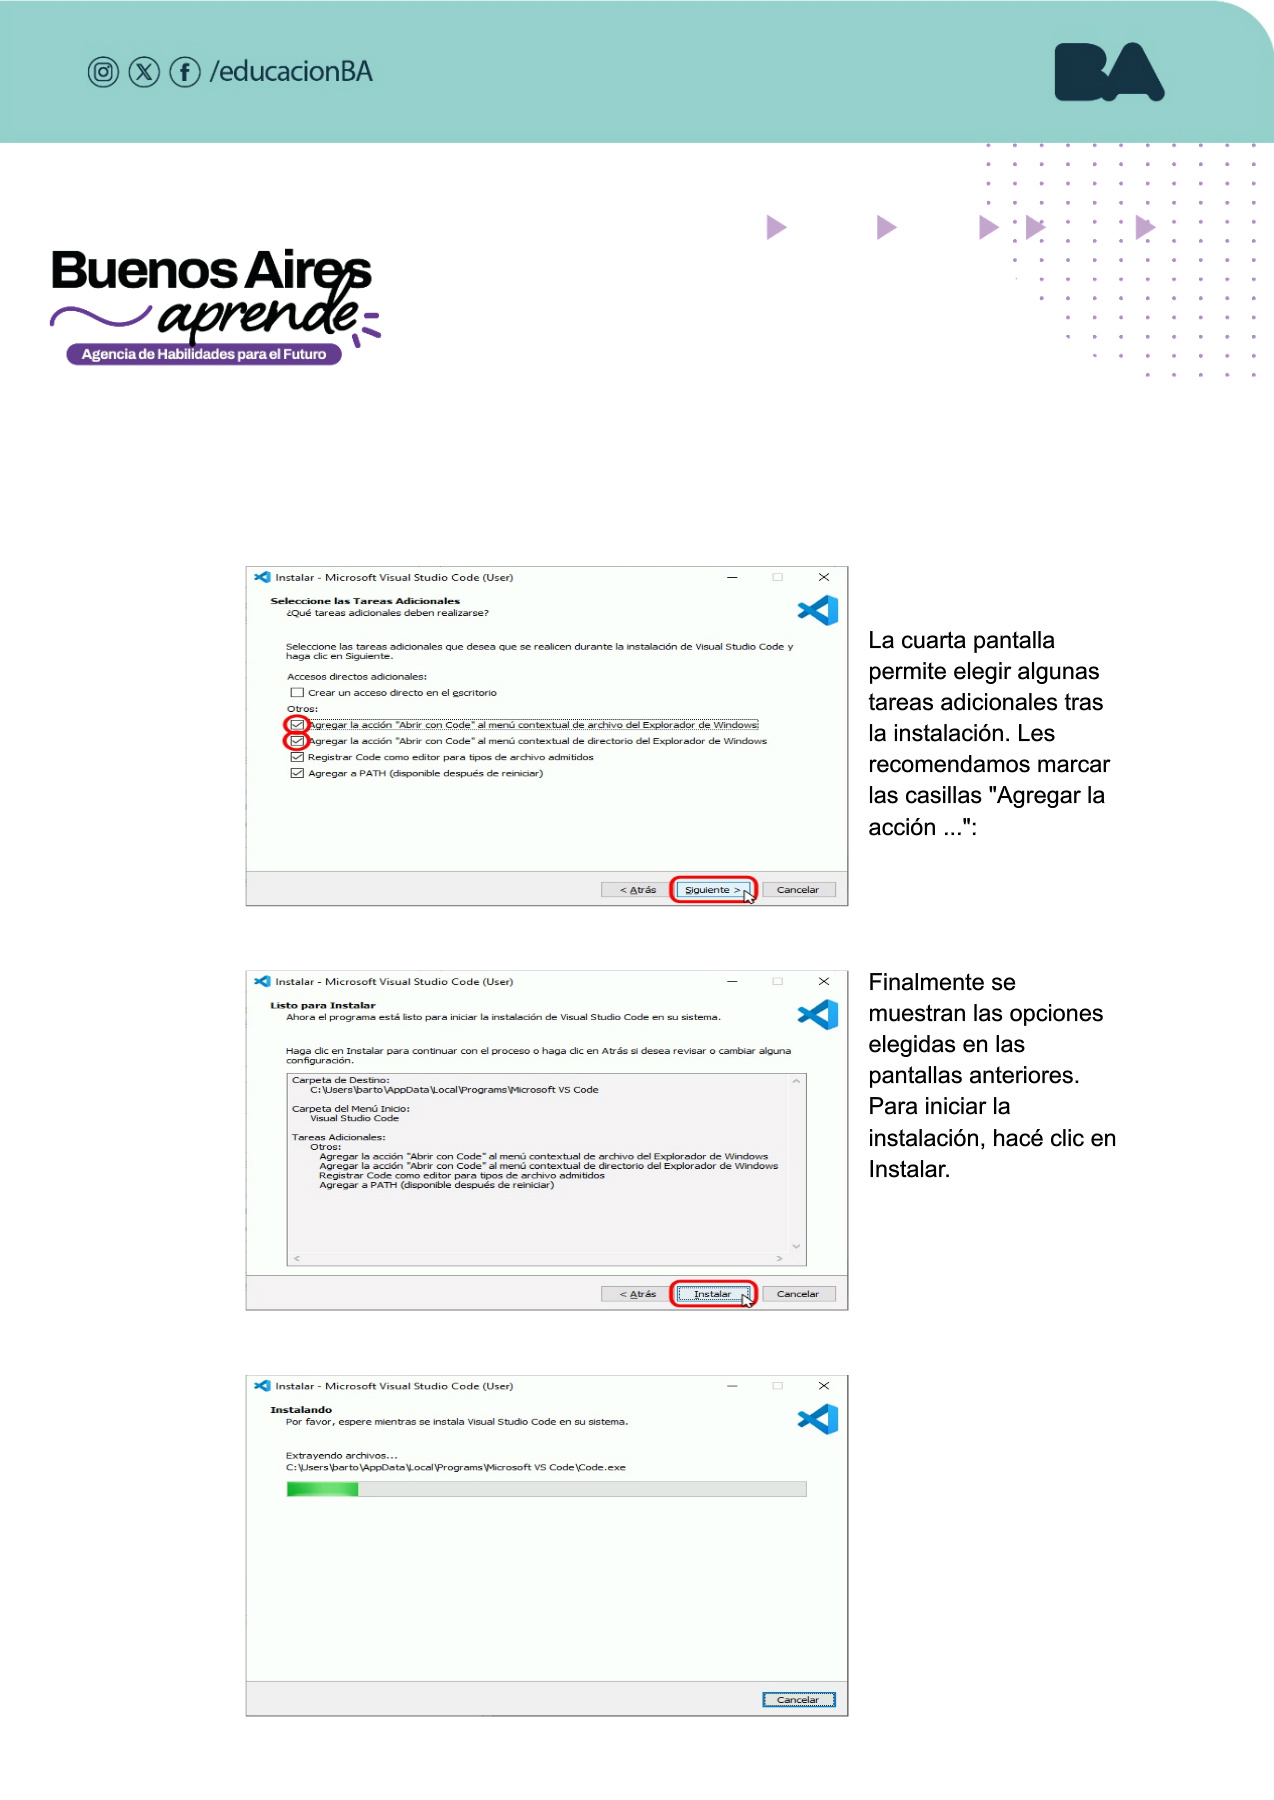 /educacionBA
BA
Buenos Aires
aprende
Agencia de Habilidades para el Futuro
Instalar - Microsoft Visual Studio Code (User)
Seleccione las Tareas Adicionales
¿Qué tareas adicionales deben realizarse?
Seleccione las tareas adicionales que desea que se realicen durante la instalación de Visual Studio Code y
haga clic en Siguiente.
Accesos directos adicionales:
Crear un acceso directo en el escritorio
Otros:
Agregar la acción "Abrir con Code" al menú contextual de archivo del Explorador de Windows
Agregar la acción "Abrir con Code" al menú contextual de directorio del Explorador de Windows
Registrar Code como editor para tipos de archivo admitidos
Agregar a PATH (disponible después de reiniciar)
< Atrás
Siguiente >
Cancelar
La cuarta pantalla
permite elegir algunas
tareas adicionales tras
la instalación. Les
recomendamos marcar
las casillas "Agregar la
acción ...":
Instalar - Microsoft Visual Studio Code (User)
Listo para Instalar
Ahora el programa está listo para iniciar la instalación de Visual Studio Code en su sistema.
Haga clic en Instalar para continuar con el proceso o haga clic en Atrás si desea revisar o cambiar alguna
configuración.
Carpeta de Destino:
C:\Users\barto\AppData\Local\Programs\Microsoft VS Code
Carpeta del Menú Inicio:
Visual Studio Code
Tareas Adicionales:
Otros:
Agregar la acción "Abrir con Code" al menú contextual de archivo del Explorador de Windows
Agregar la acción "Abrir con Code" al menú contextual de directorio del Explorador de Windows
Registrar Code como editor para tipos de archivo admitidos
Agregar a PATH (disponible después de reiniciar)
< Atrás
Instalar
Cancelar
Finalmente se
muestran las opciones
elegidas en las
pantallas anteriores.
Para iniciar la
instalación, hacé clic en
Instalar.
Instalar - Microsoft Visual Studio Code (User)
Instalando
Por favor, espere mientras se instala Visual Studio Code en su sistema.
Extrayendo archivos...
C:\Users\barto\AppData\Local\Programs\Microsoft VS Code\Code.exe
Cancelar